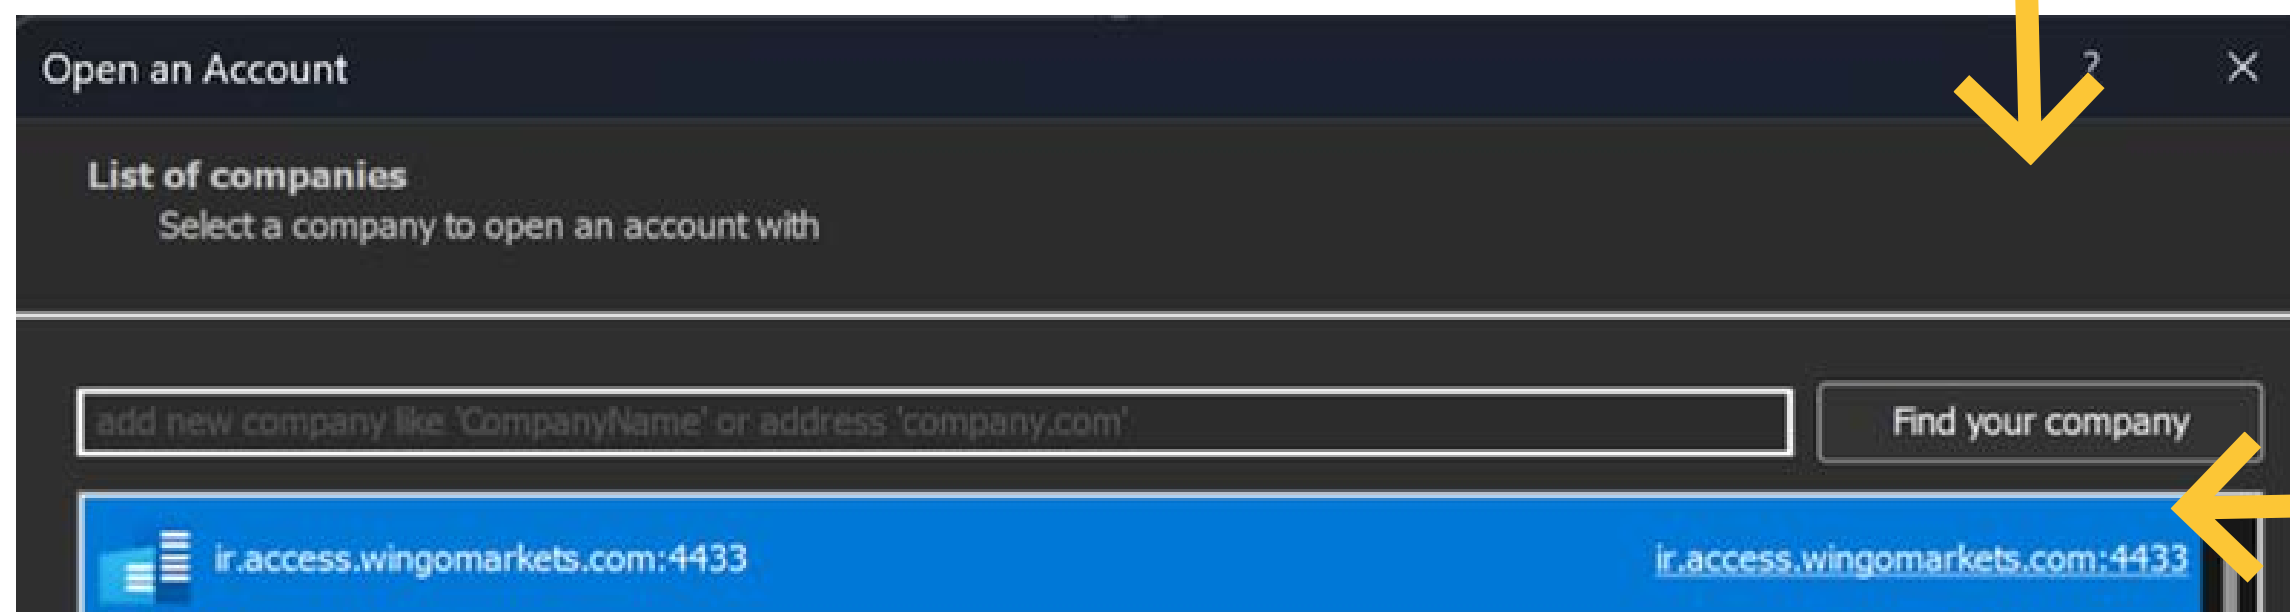 Open an Account
?
List of companies
Select a company to open an account with
add new company like 'CompanyName' or address 'company.com'
Find your company
ir.access.wingomarkets.com:4433 ir.access.wingomarkets.com:4433